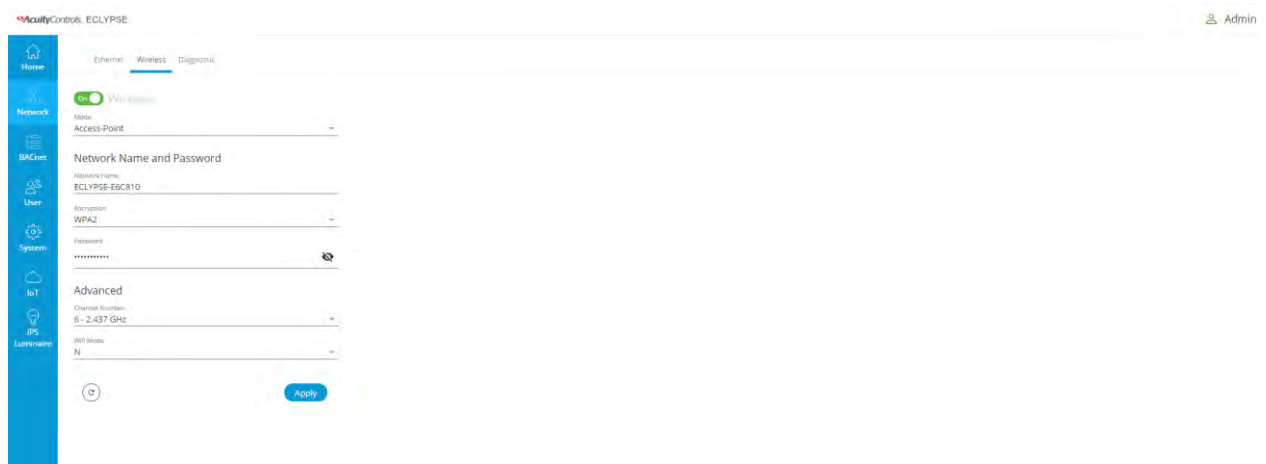 AcuityControls. ECLYPSE
Admin
Home
Network
BACnet
User
System
IoT
IPS
Luminaire
Ethernet Wireless Diagnostic
On Wireless
Mode
Access-Point
Network Name and Password
Network Name
ECLYPSE-E6C810
Encryption
WPA2
Password
•••••••••••
Advanced
Channel Number
6 - 2.437 GHz
Wifi Mode
N
Apply